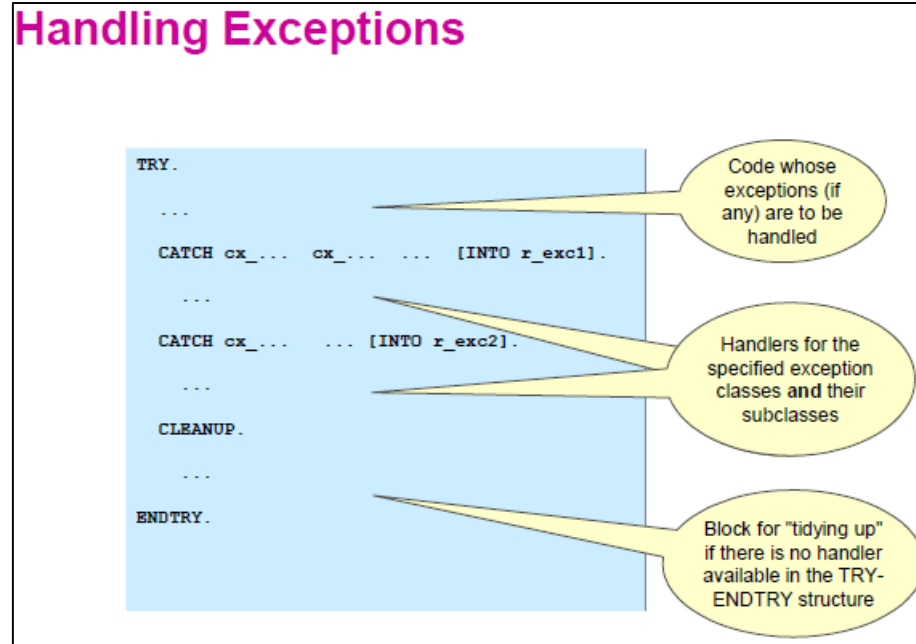 Handling Exceptions
TRY.
...
CATCH cx_... cx_... ... [INTO r_exc1].
...
CATCH cx_... ... [INTO r_exc2].
...
CLEANUP.
...
ENDTRY.
Code whose
exceptions (if
any) are to be
handled
Handlers for the
specified exception
classes and their
subclasses
Block for "tidying up"
if there is no handler
available in the TRY-
ENDTRY structure